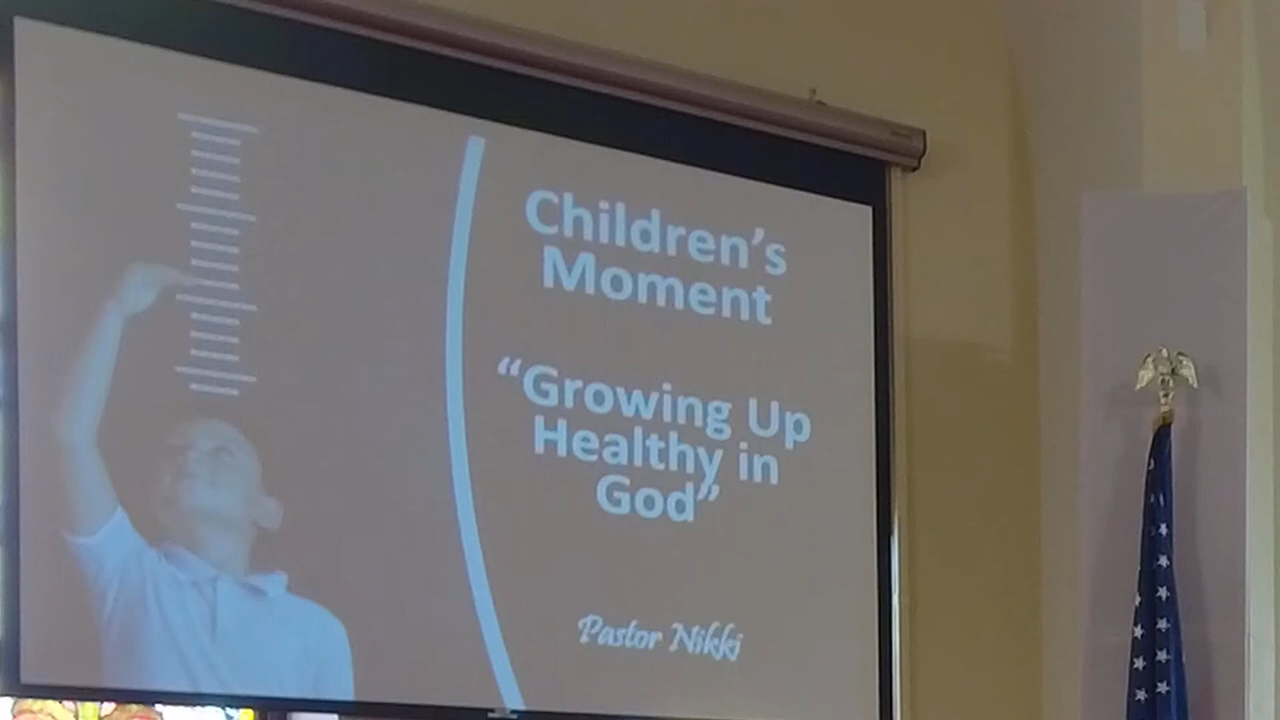 Children’s
Moment
“Growing Up
Healthy in
God”
Pastor Nikki